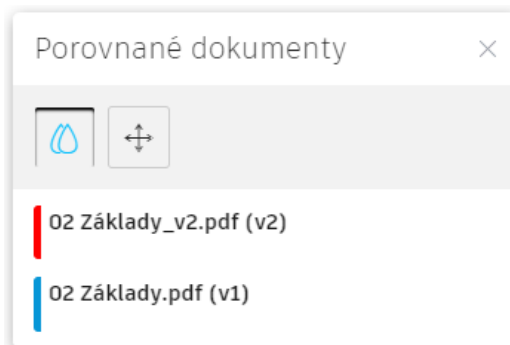 Porovnané dokumenty
02 Základy_v2.pdf (v2)
02 Základy.pdf (v1)